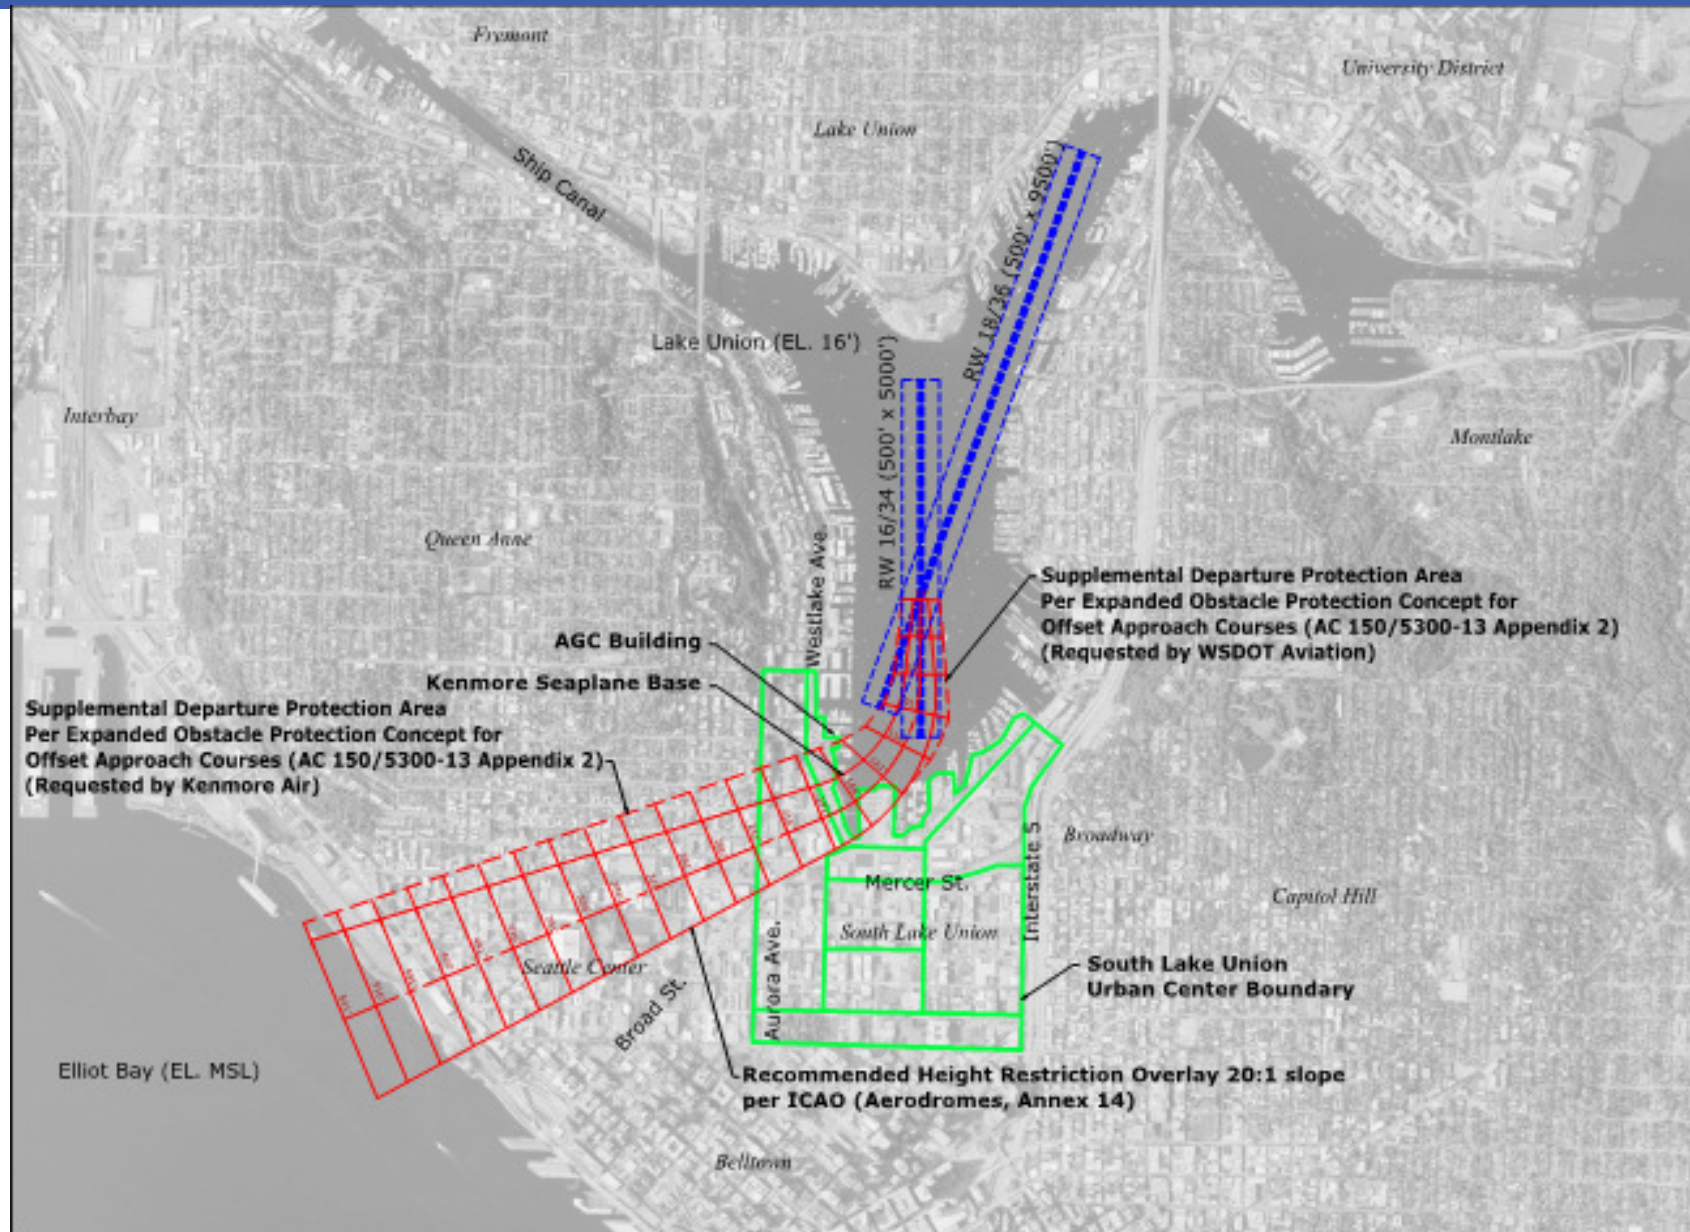 Fremont
University District
Lake Union
Ship Canal
RW 18/36 (500' x 9500')
Lake Union (EL. 16')
RW 16/34 (500' x 5000')
Interbay
Montlake
Queen Anne
Westlake Ave.
Supplemental Departure Protection Area
Per Expanded Obstacle Protection Concept for
Offset Approach Courses (AC 150/5300-13 Appendix 2)
(Requested by WSDOT Aviation)
AGC Building
Kenmore Seaplane Base
Supplemental Departure Protection Area
Per Expanded Obstacle Protection Concept for
Offset Approach Courses (AC 150/5300-13 Appendix 2)
(Requested by Kenmore Air)
Broadway
Interstate 5
Mercer St.
Capitol Hill
South Lake Union
Seattle Center
Broad St.
Aurora Ave.
South Lake Union
Urban Center Boundary
Elliot Bay (EL. MSL)
Recommended Height Restriction Overlay 20:1 slope
per ICAO (Aerodromes, Annex 14)
Belltown